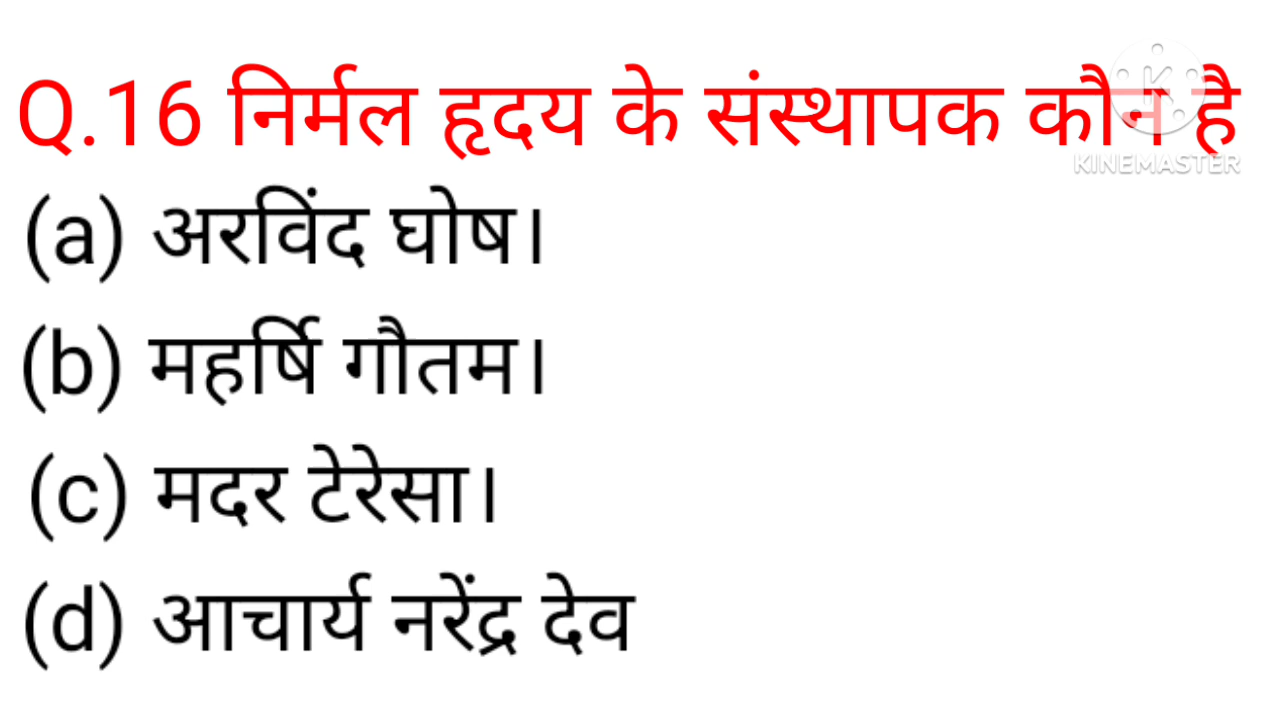 Q.16 निर्मल हृदय के संस्थापक कौन है
KINEMASTER
(a) अरविंद घोष।
(b) महर्षि गौतम।
(c) मदर टेरेसा।
(d) आचार्य नरेंद्र देव